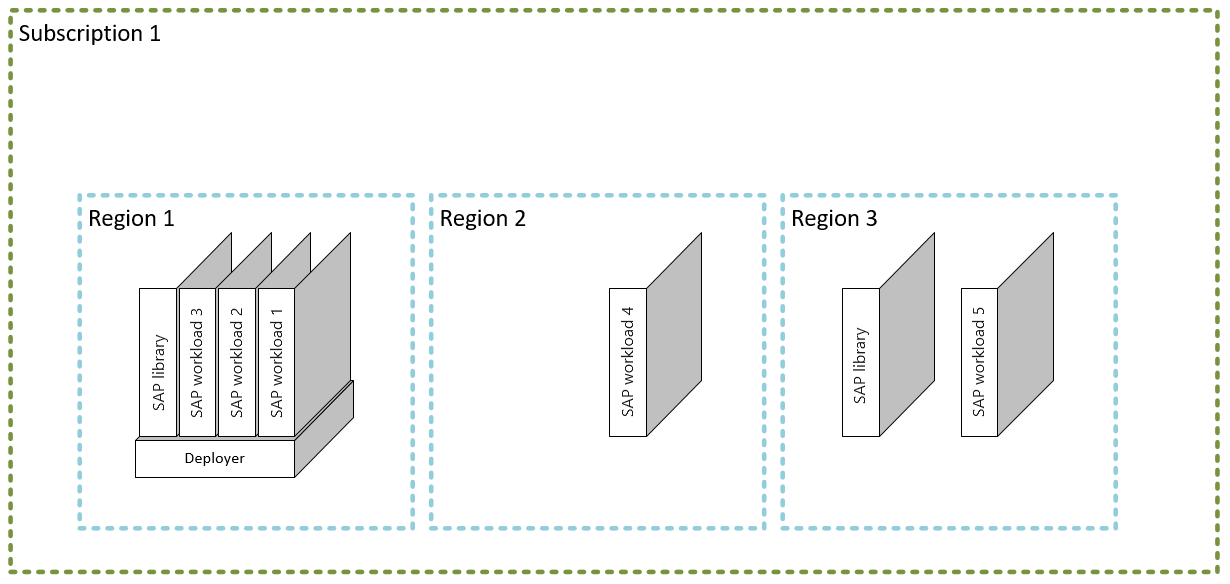 Subscription 1
Region 1
SAP library
SAP workload 3
SAP workload 2
SAP workload 1
Deployer
Region 2
SAP workload 4
Region 3
SAP library
SAP workload 5